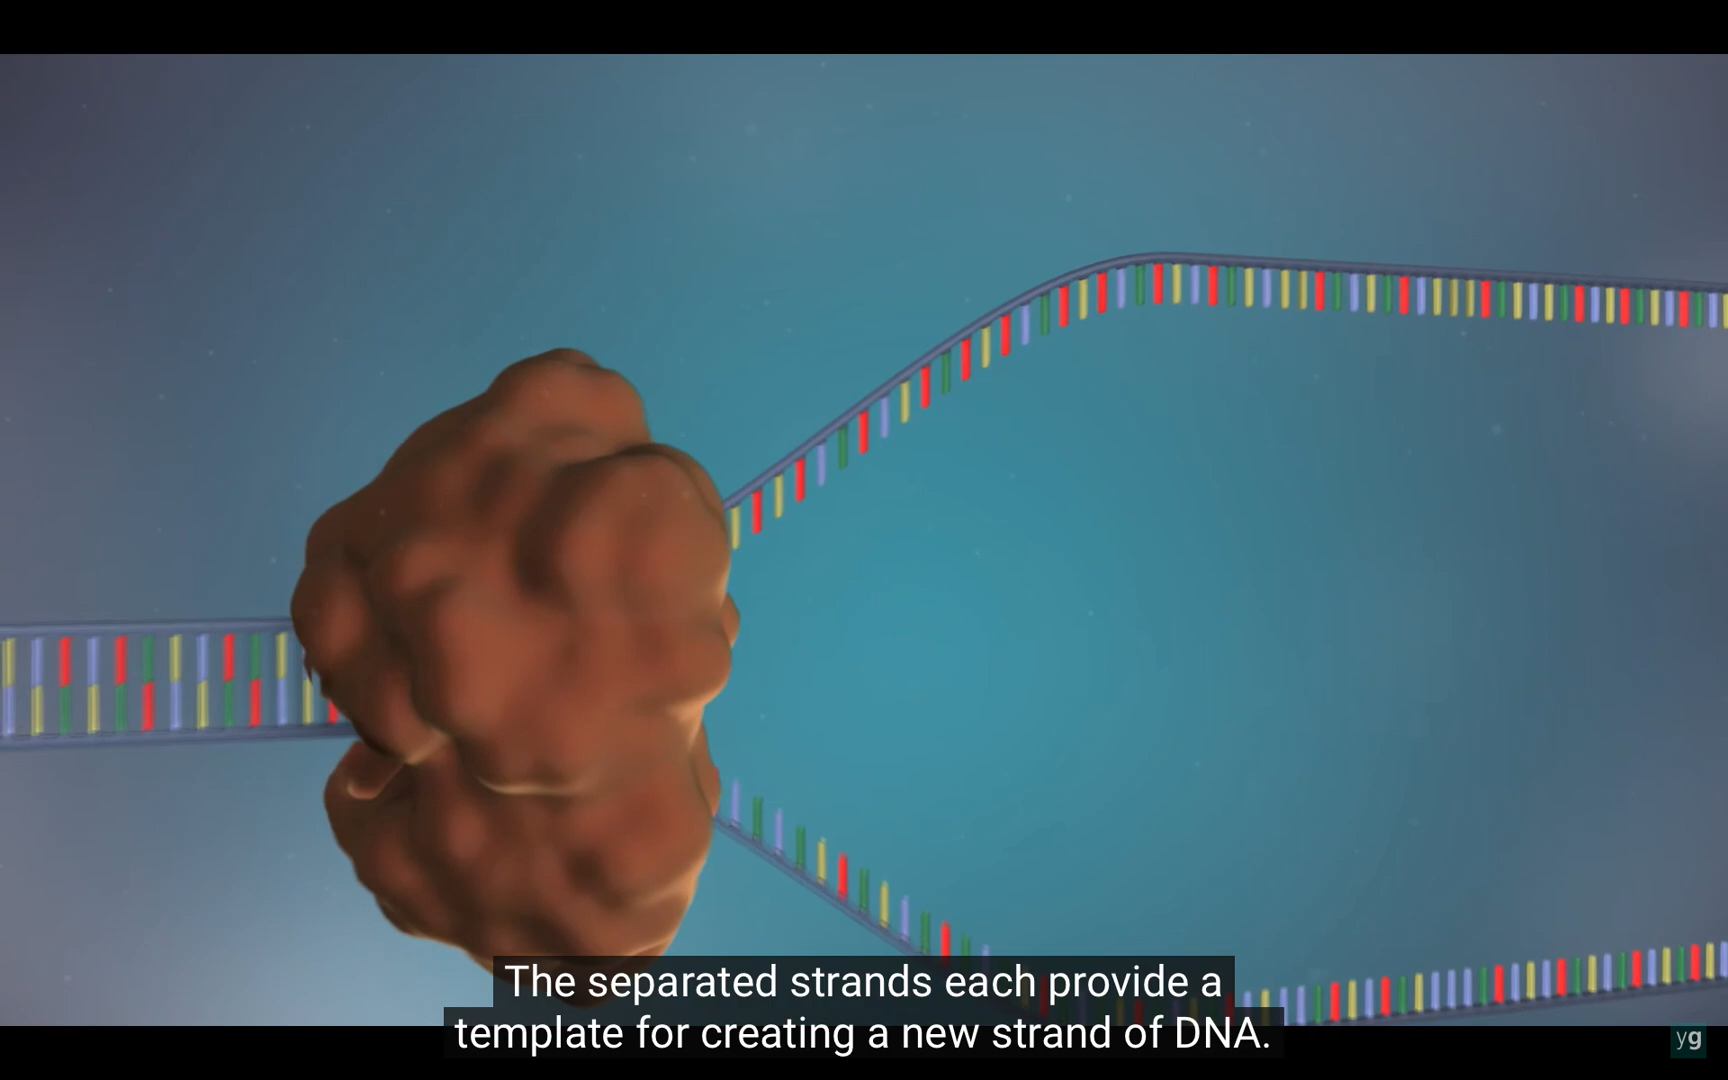 The separated strands each provide a
template for creating a new strand of DNA.
yg